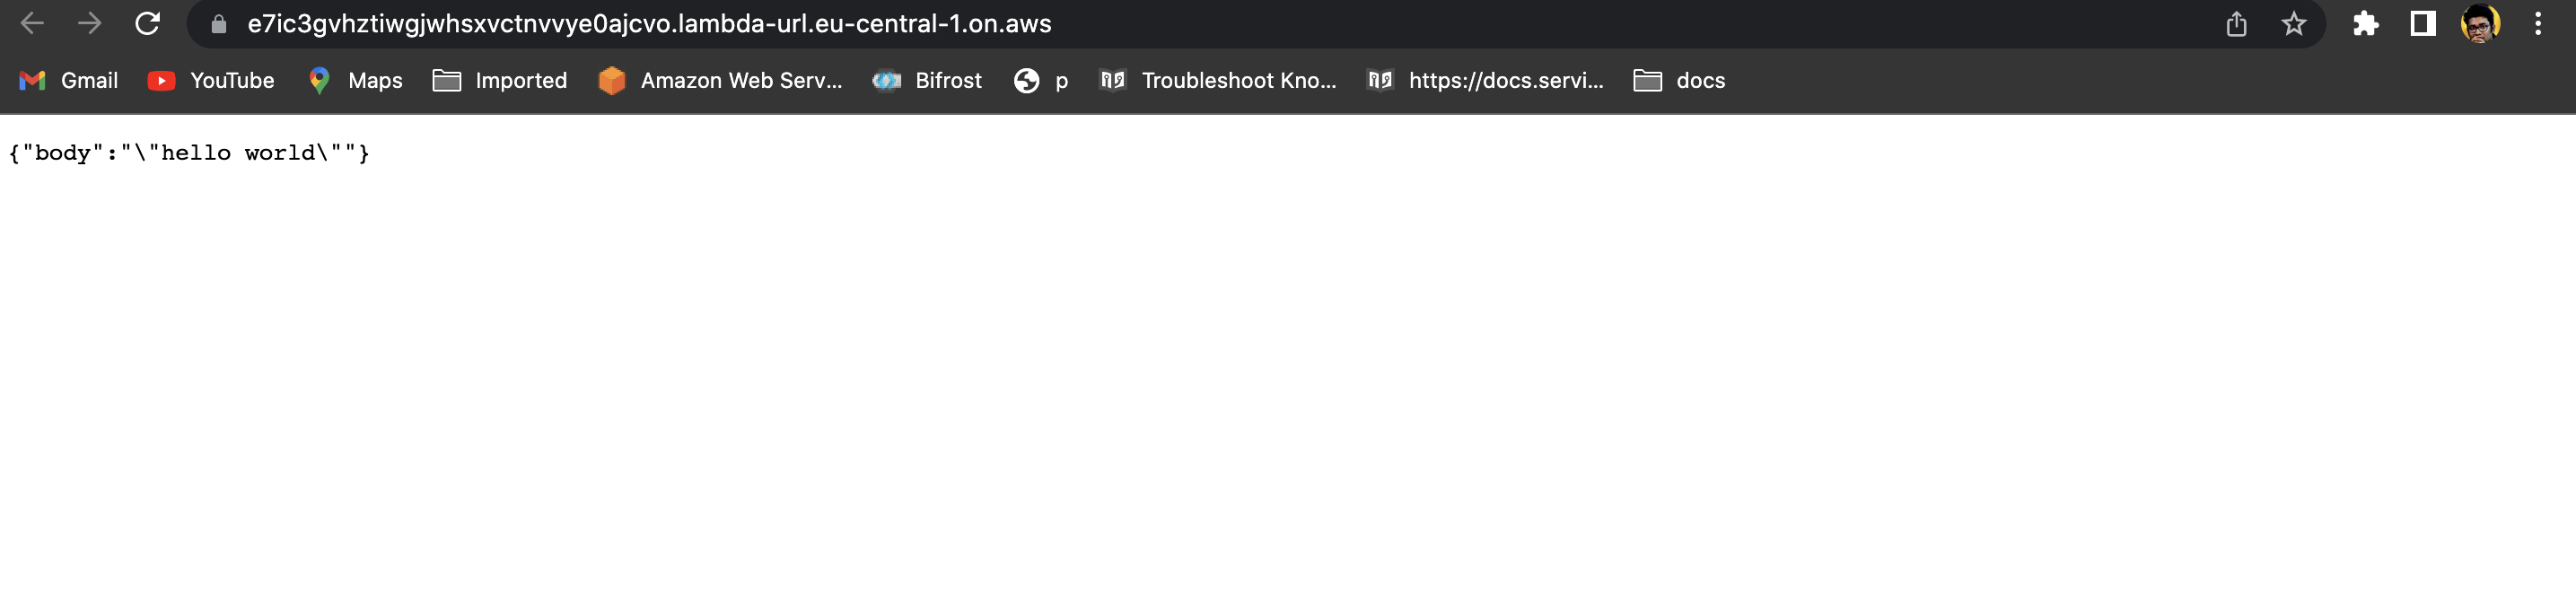 e7ic3gvhztiwgjwhsxvctnvvye0ajcvo.lambda-url.eu-central-1.on.aws
Gmail YouTube Maps Imported Amazon Web Serv... Bifrost p Troubleshoot Kno... https://docs.servi... docs
{"body":"\"hello world\""}